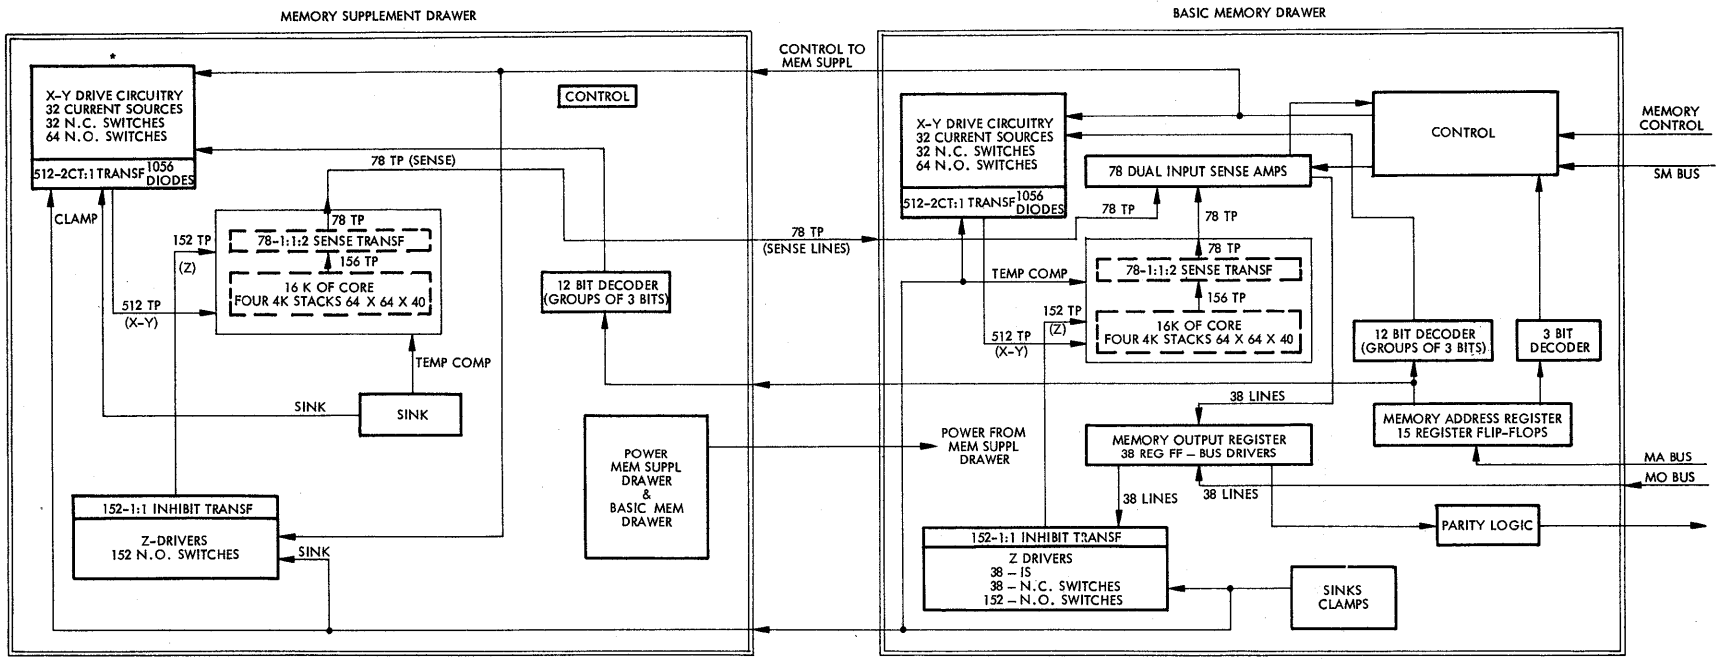 MEMORY SUPPLEMENT DRAWER
BASIC MEMORY DRAWER
*
X-Y DRIVE CIRCUITRY
32 CURRENT SOURCES
32 N.C. SWITCHES
64 N.O. SWITCHES
512-2CT:1 TRANSF
1056
DIODES
CLAMP
CONTROL
CONTROL TO
MEM SUPPL
78 TP (SENSE)
78 TP
78-1:1:2 SENSE TRANSF
156 TP
16 K OF CORE
FOUR 4K STACKS 64 X 64 X 40
152 TP
(Z)
512 TP
(X-Y)
TEMP COMP
SINK
SINK
12 BIT DECODER
(GROUPS OF 3 BITS)
78 TP
(SENSE LINES)
POWER
MEM SUPPL
DRAWER
&
BASIC MEM
DRAWER
POWER FROM
MEM SUPPL
DRAWER
152-1:1 INHIBIT TRANSF
Z-DRIVERS
152 N.O. SWITCHES
SINK
X-Y DRIVE CIRCUITRY
32 CURRENT SOURCES
32 N.C. SWITCHES
64 N.O. SWITCHES
512-2CT:1 TRANSF
1056
DIODES
CONTROL
MEMORY
CONTROL
SM BUS
78 DUAL INPUT SENSE AMPS
78 TP
78 TP
78 TP
78-1:1:2 SENSE TRANSF
156 TP
16K OF CORE
FOUR 4K STACKS 64 X 64 X 40
TEMP COMP
152 TP
(Z)
512 TP
(X-Y)
12 BIT DECODER
(GROUPS OF 3 BITS)
3 BIT
DECODER
38 LINES
MEMORY ADDRESS REGISTER
15 REGISTER FLIP-FLOPS
MEMORY OUTPUT REGISTER
38 REG FF - BUS DRIVERS
MA BUS
MO BUS
38 LINES
38 LINES
PARITY LOGIC
152-1:1 INHIBIT TRANSF
Z DRIVERS
38 - IS
38 - N.C. SWITCHES
152 - N.O. SWITCHES
SINKS
CLAMPS